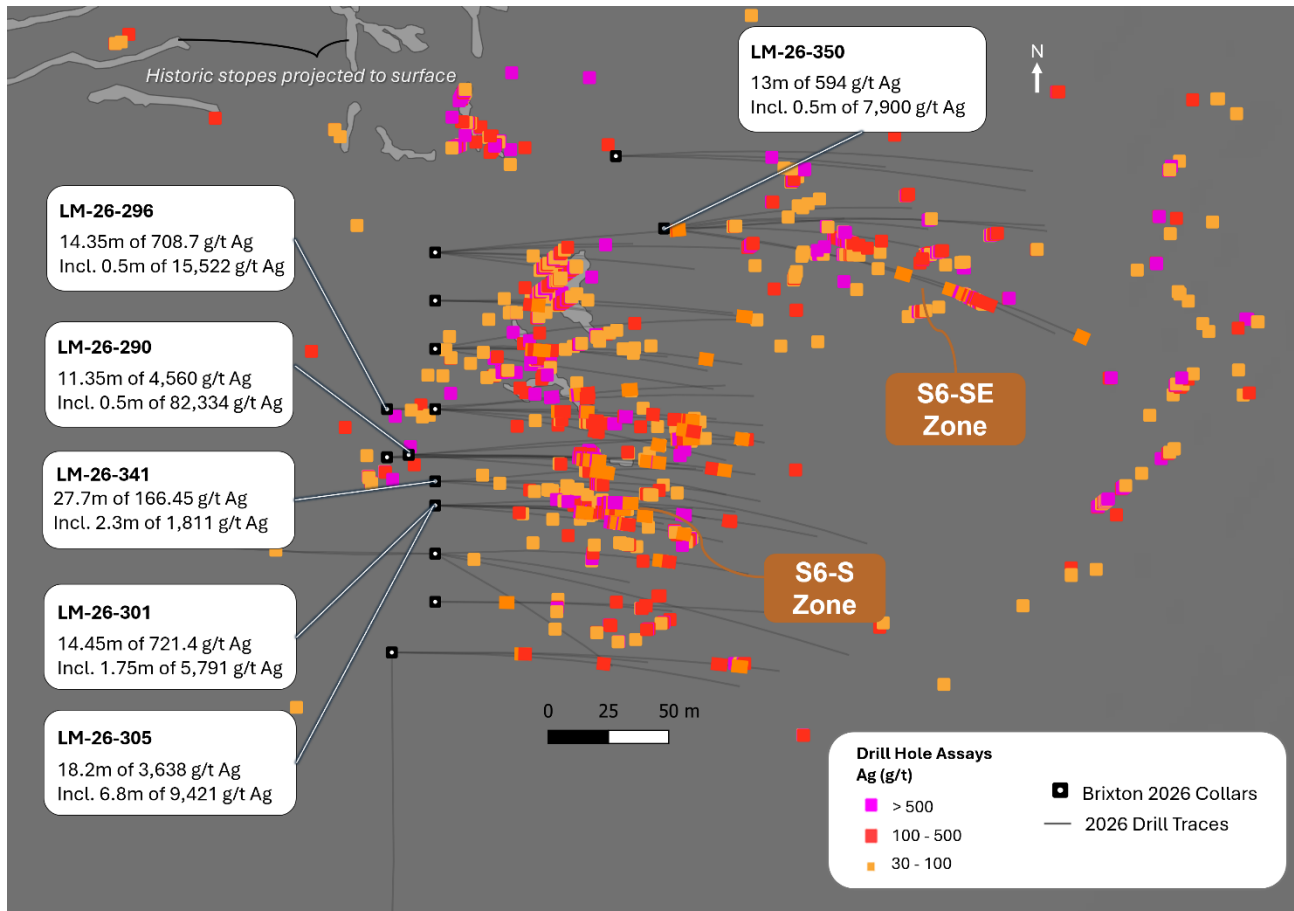 Historic stopes projected to surface
LM-26-350
13m of 594 g/t Ag
Incl. 0.5m of 7,900 g/t Ag
N
LM-26-296
14.35m of 708.7 g/t Ag
Incl. 0.5m of 15,522 g/t Ag
LM-26-290
11.35m of 4,560 g/t Ag
Incl. 0.5m of 82,334 g/t Ag
LM-26-341
27.7m of 166.45 g/t Ag
Incl. 2.3m of 1,811 g/t Ag
LM-26-301
14.45m of 721.4 g/t Ag
Incl. 1.75m of 5,791 g/t Ag
LM-26-305
18.2m of 3,638 g/t Ag
Incl. 6.8m of 9,421 g/t Ag
S6-SE
Zone
S6-S
Zone
0 25 50 m
Drill Hole Assays
Ag (g/t)
> 500
100 - 500
30 - 100
Brixton 2026 Collars
2026 Drill Traces